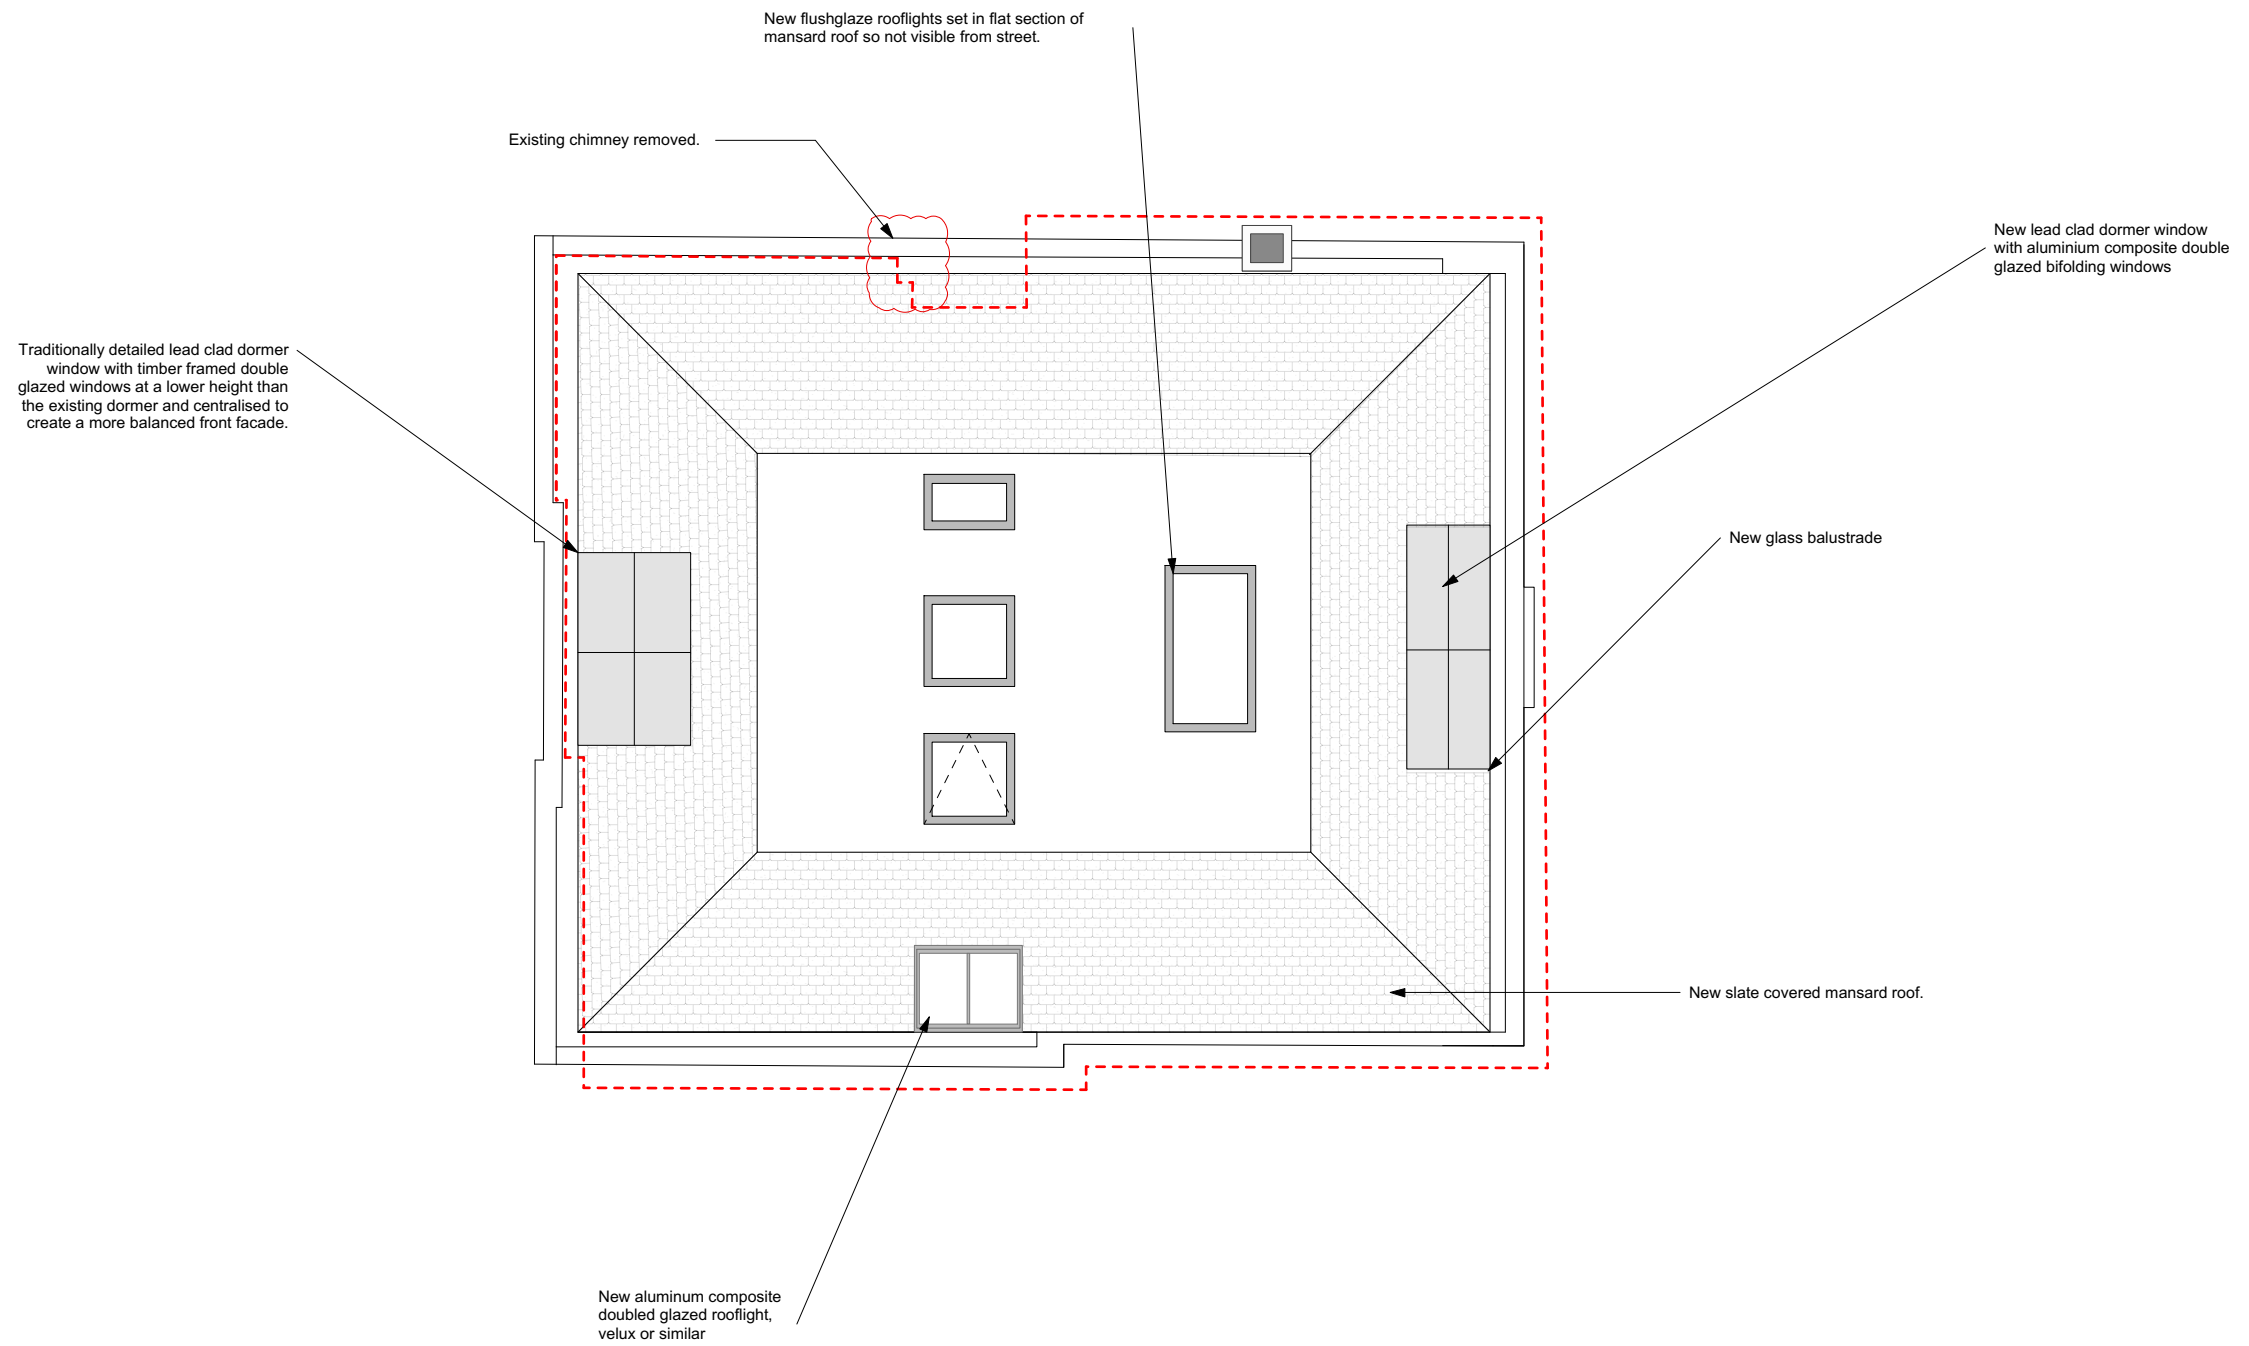 New flushglaze rooflights set in flat section of
mansard roof so not visible from street.
Existing chimney removed.
New lead clad dormer window
with aluminium composite double
glazed bifolding windows
Traditionally detailed lead clad dormer
window with timber framed double
glazed windows at a lower height than
the existing dormer and centralised to
create a more balanced front facade.
New glass balustrade
New slate covered mansard roof.
New aluminum composite
doubled glazed rooflight,
velux or similar